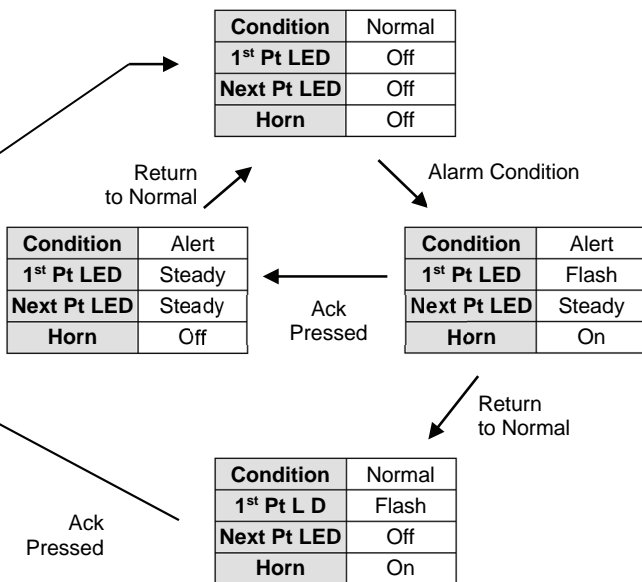 Condition Normal
1st Pt LED Off
Next Pt LED Off
Horn Off
Return
to Normal
Alarm Condition
Condition Alert
1st Pt LED Steady
Next Pt LED Steady
Horn Off
Ack
Pressed
Condition Alert
1st Pt LED Flash
Next Pt LED Steady
Horn On
Return
to Normal
Ack
Pressed
Condition Normal
1st Pt L D Flash
Next Pt LED Off
Horn On